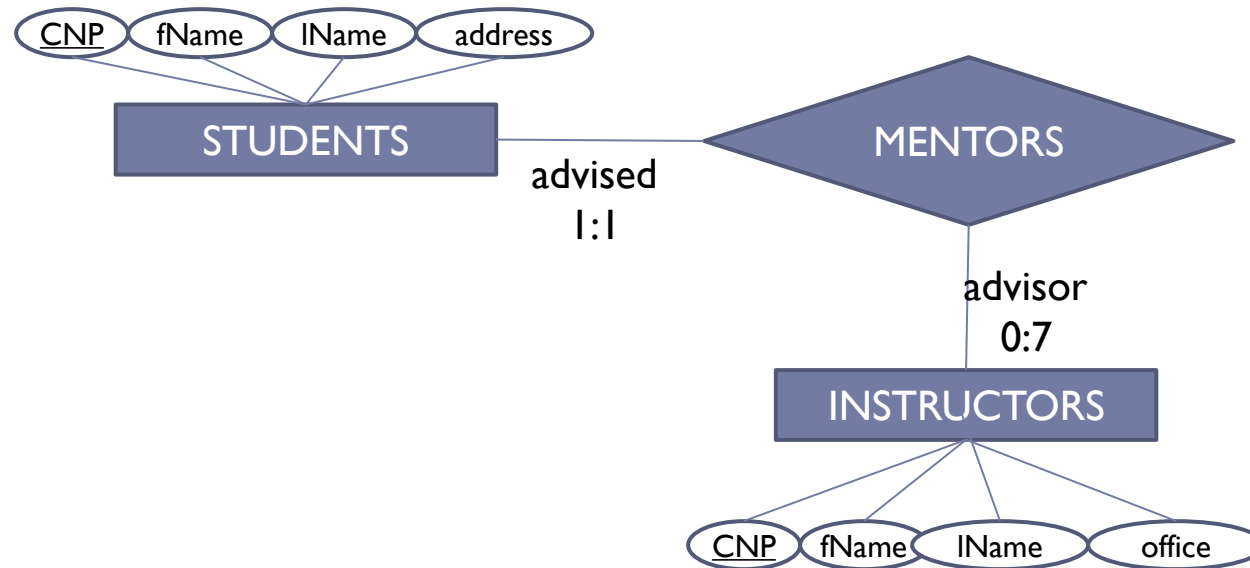 CNP fName lName address
STUDENTS
MENTORS
advised
1:1
advisor
0:7
INSTRUCTORS
CNP fName lName office